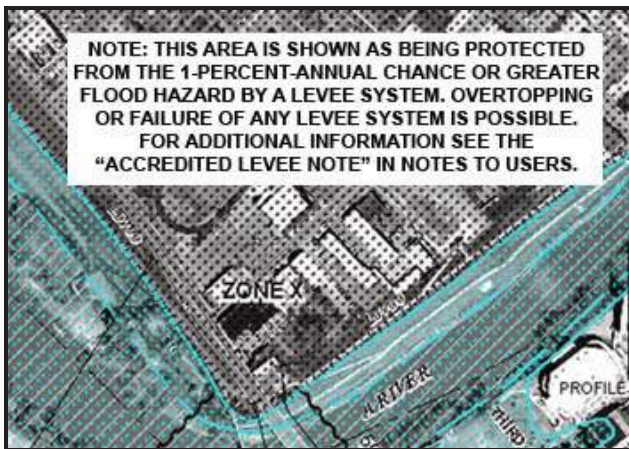 NOTE: THIS AREA IS SHOWN AS BEING PROTECTED
FROM THE 1-PERCENT-ANNUAL CHANCE OR GREATER
FLOOD HAZARD BY A LEVEE SYSTEM. OVERTOPPING
OR FAILURE OF ANY LEVEE SYSTEM IS POSSIBLE.
FOR ADDITIONAL INFORMATION SEE THE
“ACCREDITED LEVEE NOTE” IN NOTES TO USERS.
ZONE X
RIVER
PROFILE
THIRD